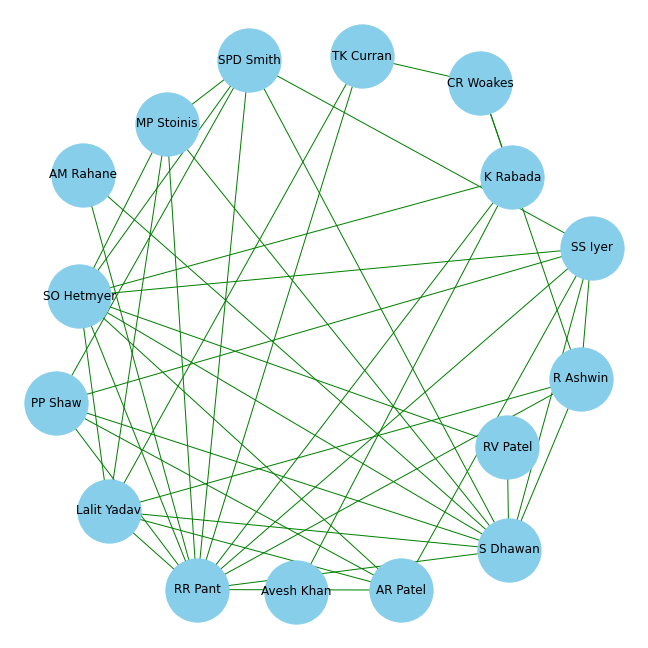 TK Curran
SPD Smith
CR Woakes
MP Stoinis
AM Rahane
K Rabada
SS Iyer
SO Hetmyer
R Ashwin
PP Shaw
RV Patel
Lalit Yadav
S Dhawan
RR Pant
Avesh Khan
AR Patel